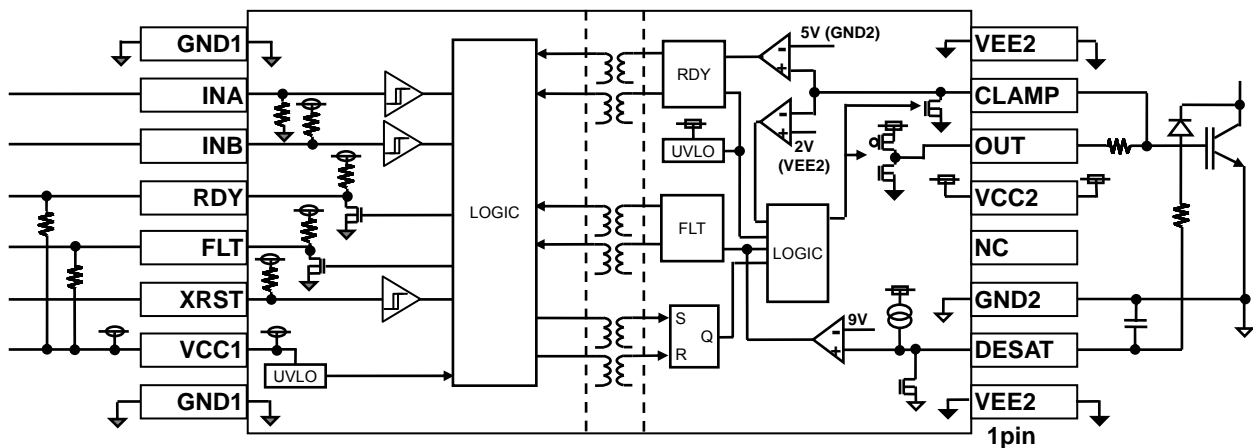 GND1
INA
INB
RDY
FLT
XRST
VCC1
GND1
UVLO
LOGIC
RDY
UVLO
FLT
S
R
Q
5V (GND2)
-
+
-
+
2V
(VEE2)
LOGIC
9V
-
+
VEE2
CLAMP
OUT
VCC2
NC
GND2
DESAT
VEE2
1pin